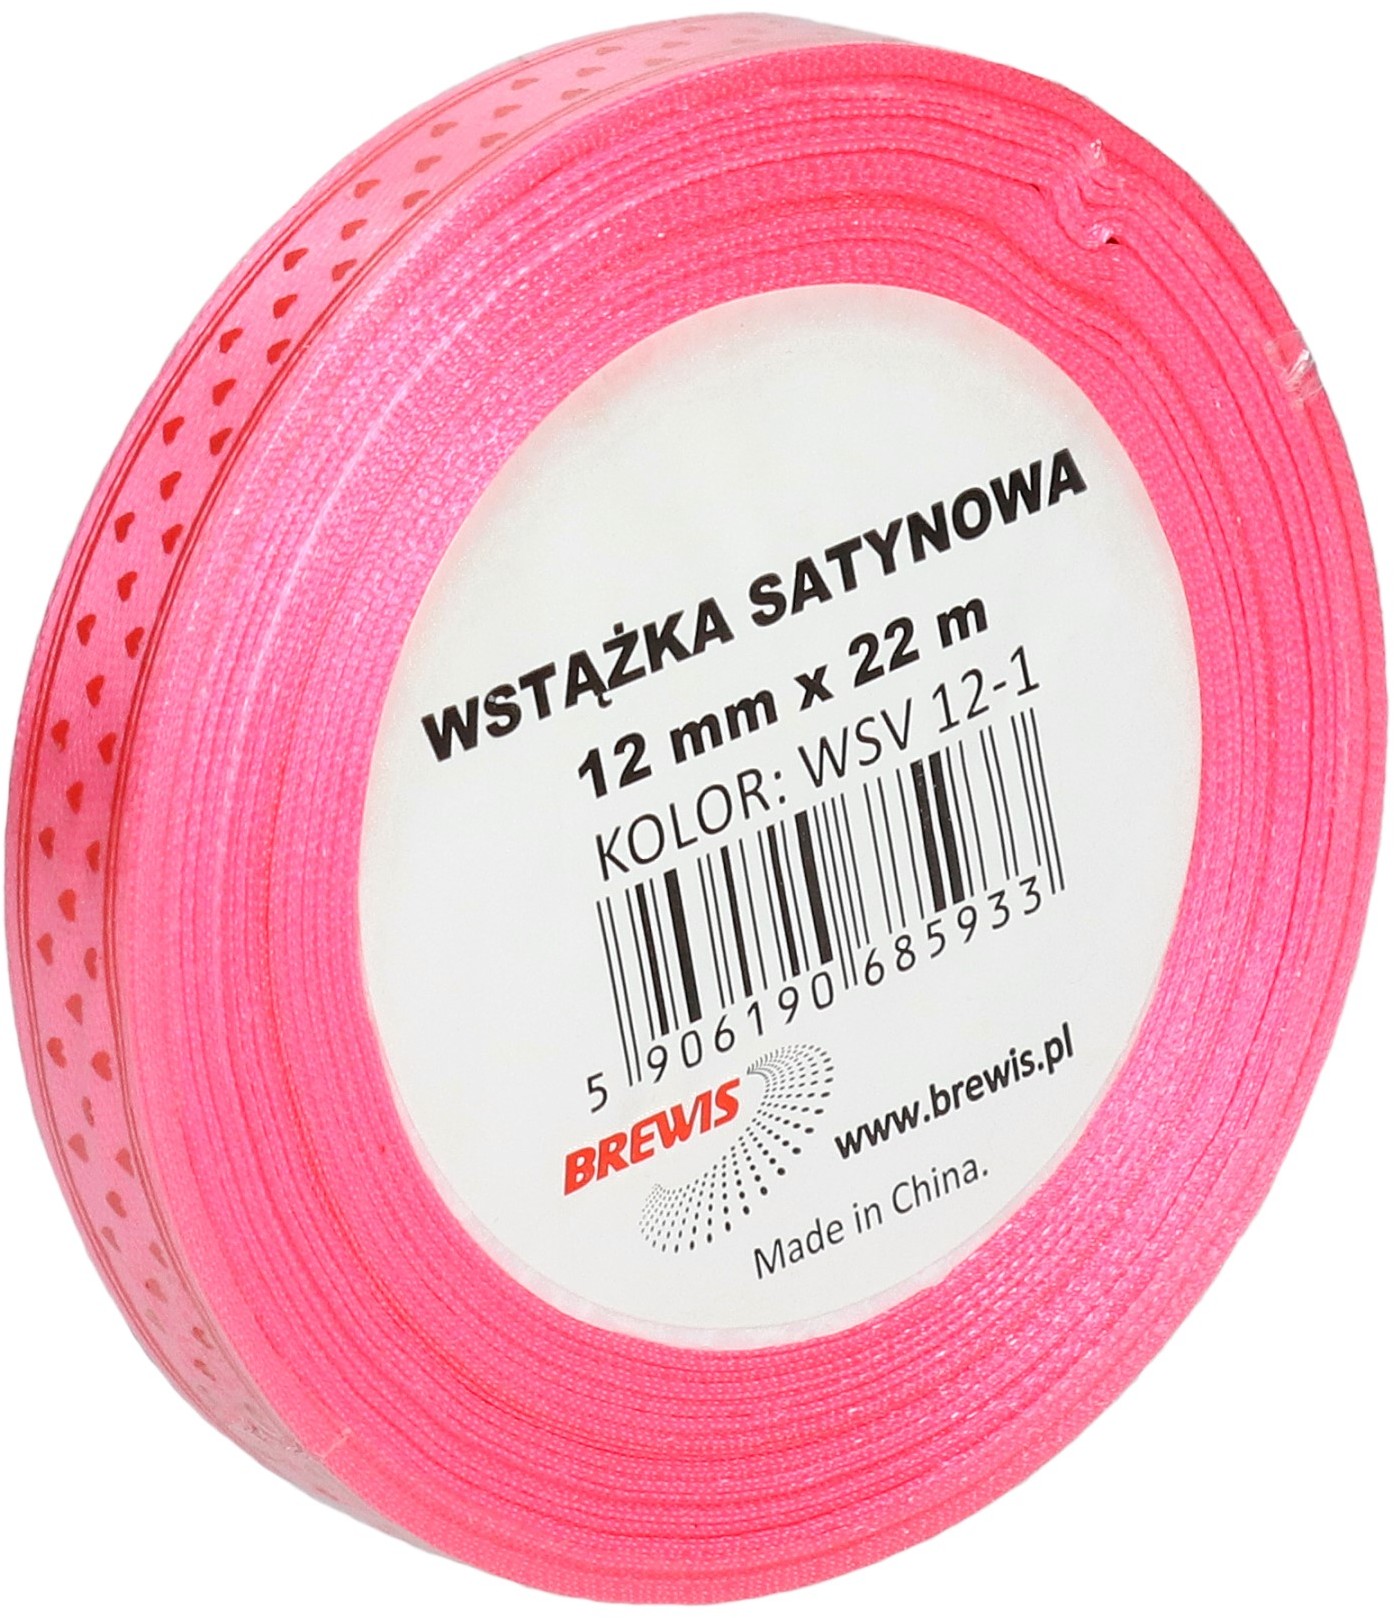 WSTĄŻKA SATYNOWA
12 mm x 22 m
KOLOR: WSV 12-1
5 906190 685933
BREWIS
www.brewis.pl
Made in China.